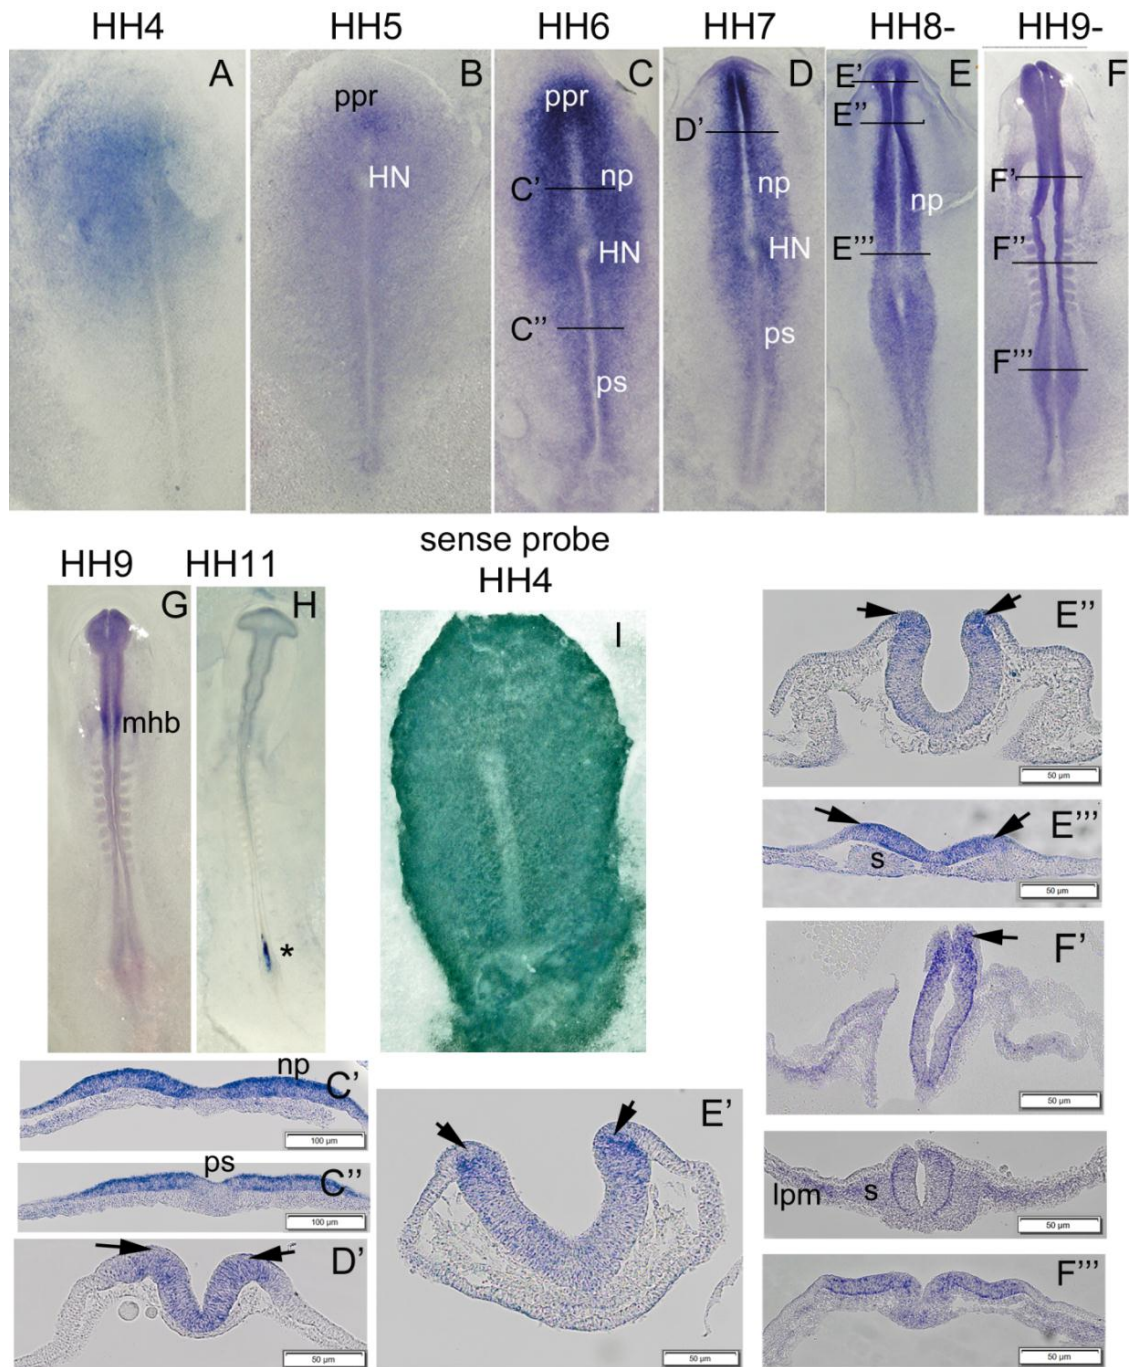 HH4 HH5 HH6 HH7 HH8- HH9-
A B C D E' E F
ppr ppr E''
D'
HN C' np np F'
np
HN HN E''' F''
C'' ps
ps F'''
sense probe
HH9 HH11 HH4
G H I E''
50 µm
mhb
E'''
s
50 µm
*
F'
50 µm
np
C'
100 µm
E'
ps
C''
100 µm
lpm s
50 µm
D'
50 µm
F'''
50 µm
50 µm